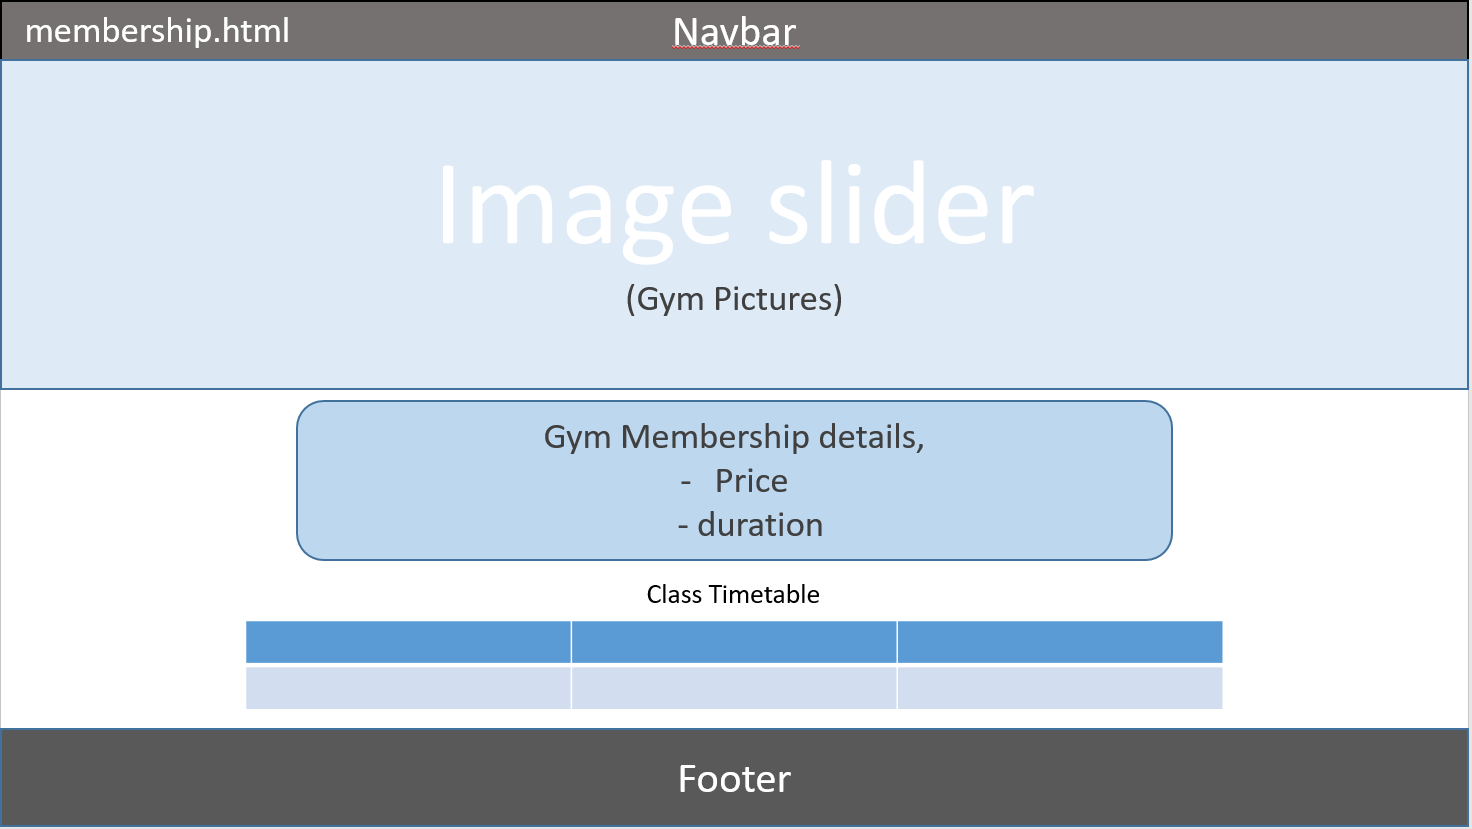 membership.html
Navbar
Image slider
(Gym Pictures)
Gym Membership details,
- Price
- duration
Class Timetable
Footer